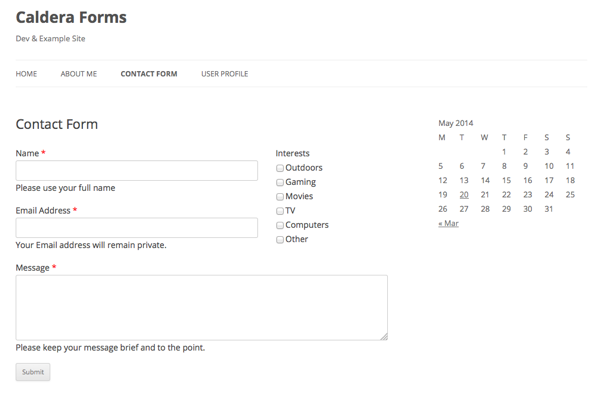 Caldera Forms
Dev & Example Site
HOME ABOUT ME CONTACT FORM USER PROFILE
Contact Form
Name *
Please use your full name
Email Address *
Your Email address will remain private.
Interests
Outdoors
Gaming
Movies
TV
Computers
Other
Message *
Please keep your message brief and to the point.
Submit
May 2014
M T W T F S S
1 2 3 4
5 6 7 8 9 10 11
12 13 14 15 16 17 18
19 20 21 22 23 24 25
26 27 28 29 30 31
« Mar